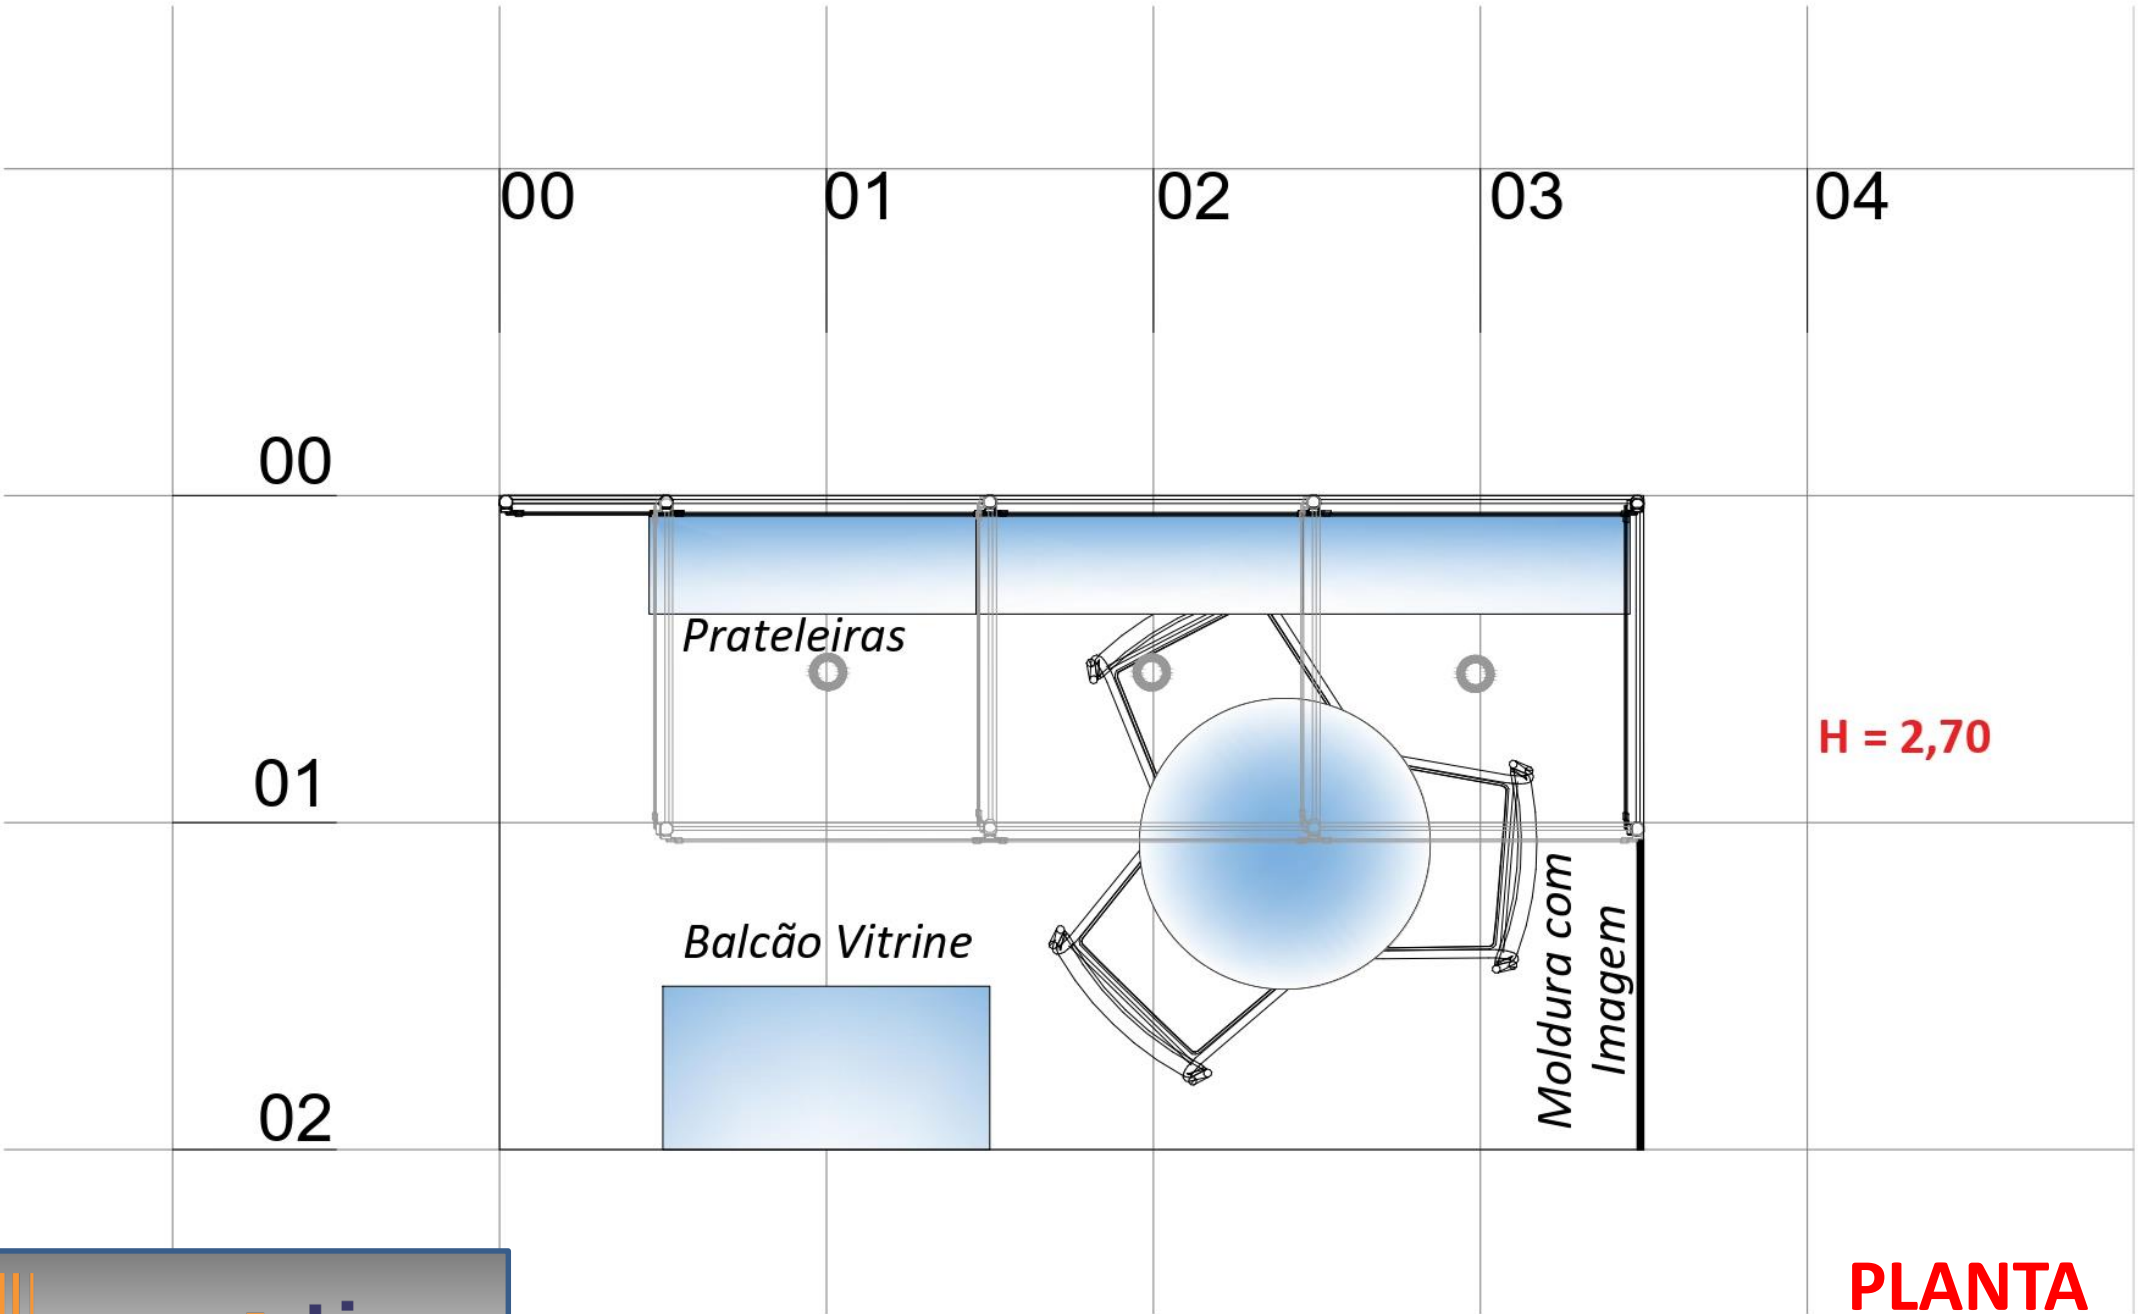 00 01 02 03 04
00
Prateleiras
H = 2,70
01
Balcão Vitrine
Moldura com
Imagem
02
PLANTA